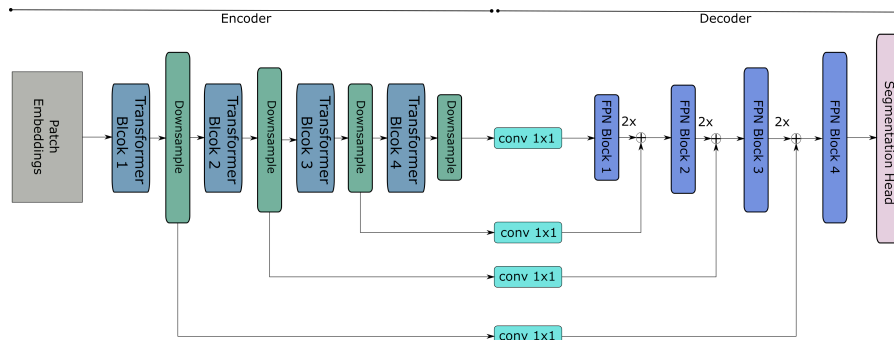 Encoder
Decoder
Patch
Embeddings
Transformer
Blcok 1
Downsample
Transformer
Blcok 2
Downsample
Transformer
Blcok 3
Downsample
Transformer
Blcok 4
Downsample
conv 1x1
FPN Block 1
2x
FPN Block 2
2x
FPN Block 3
2x
FPN Block 4
Segmentation Head
conv 1x1
conv 1x1
conv 1x1